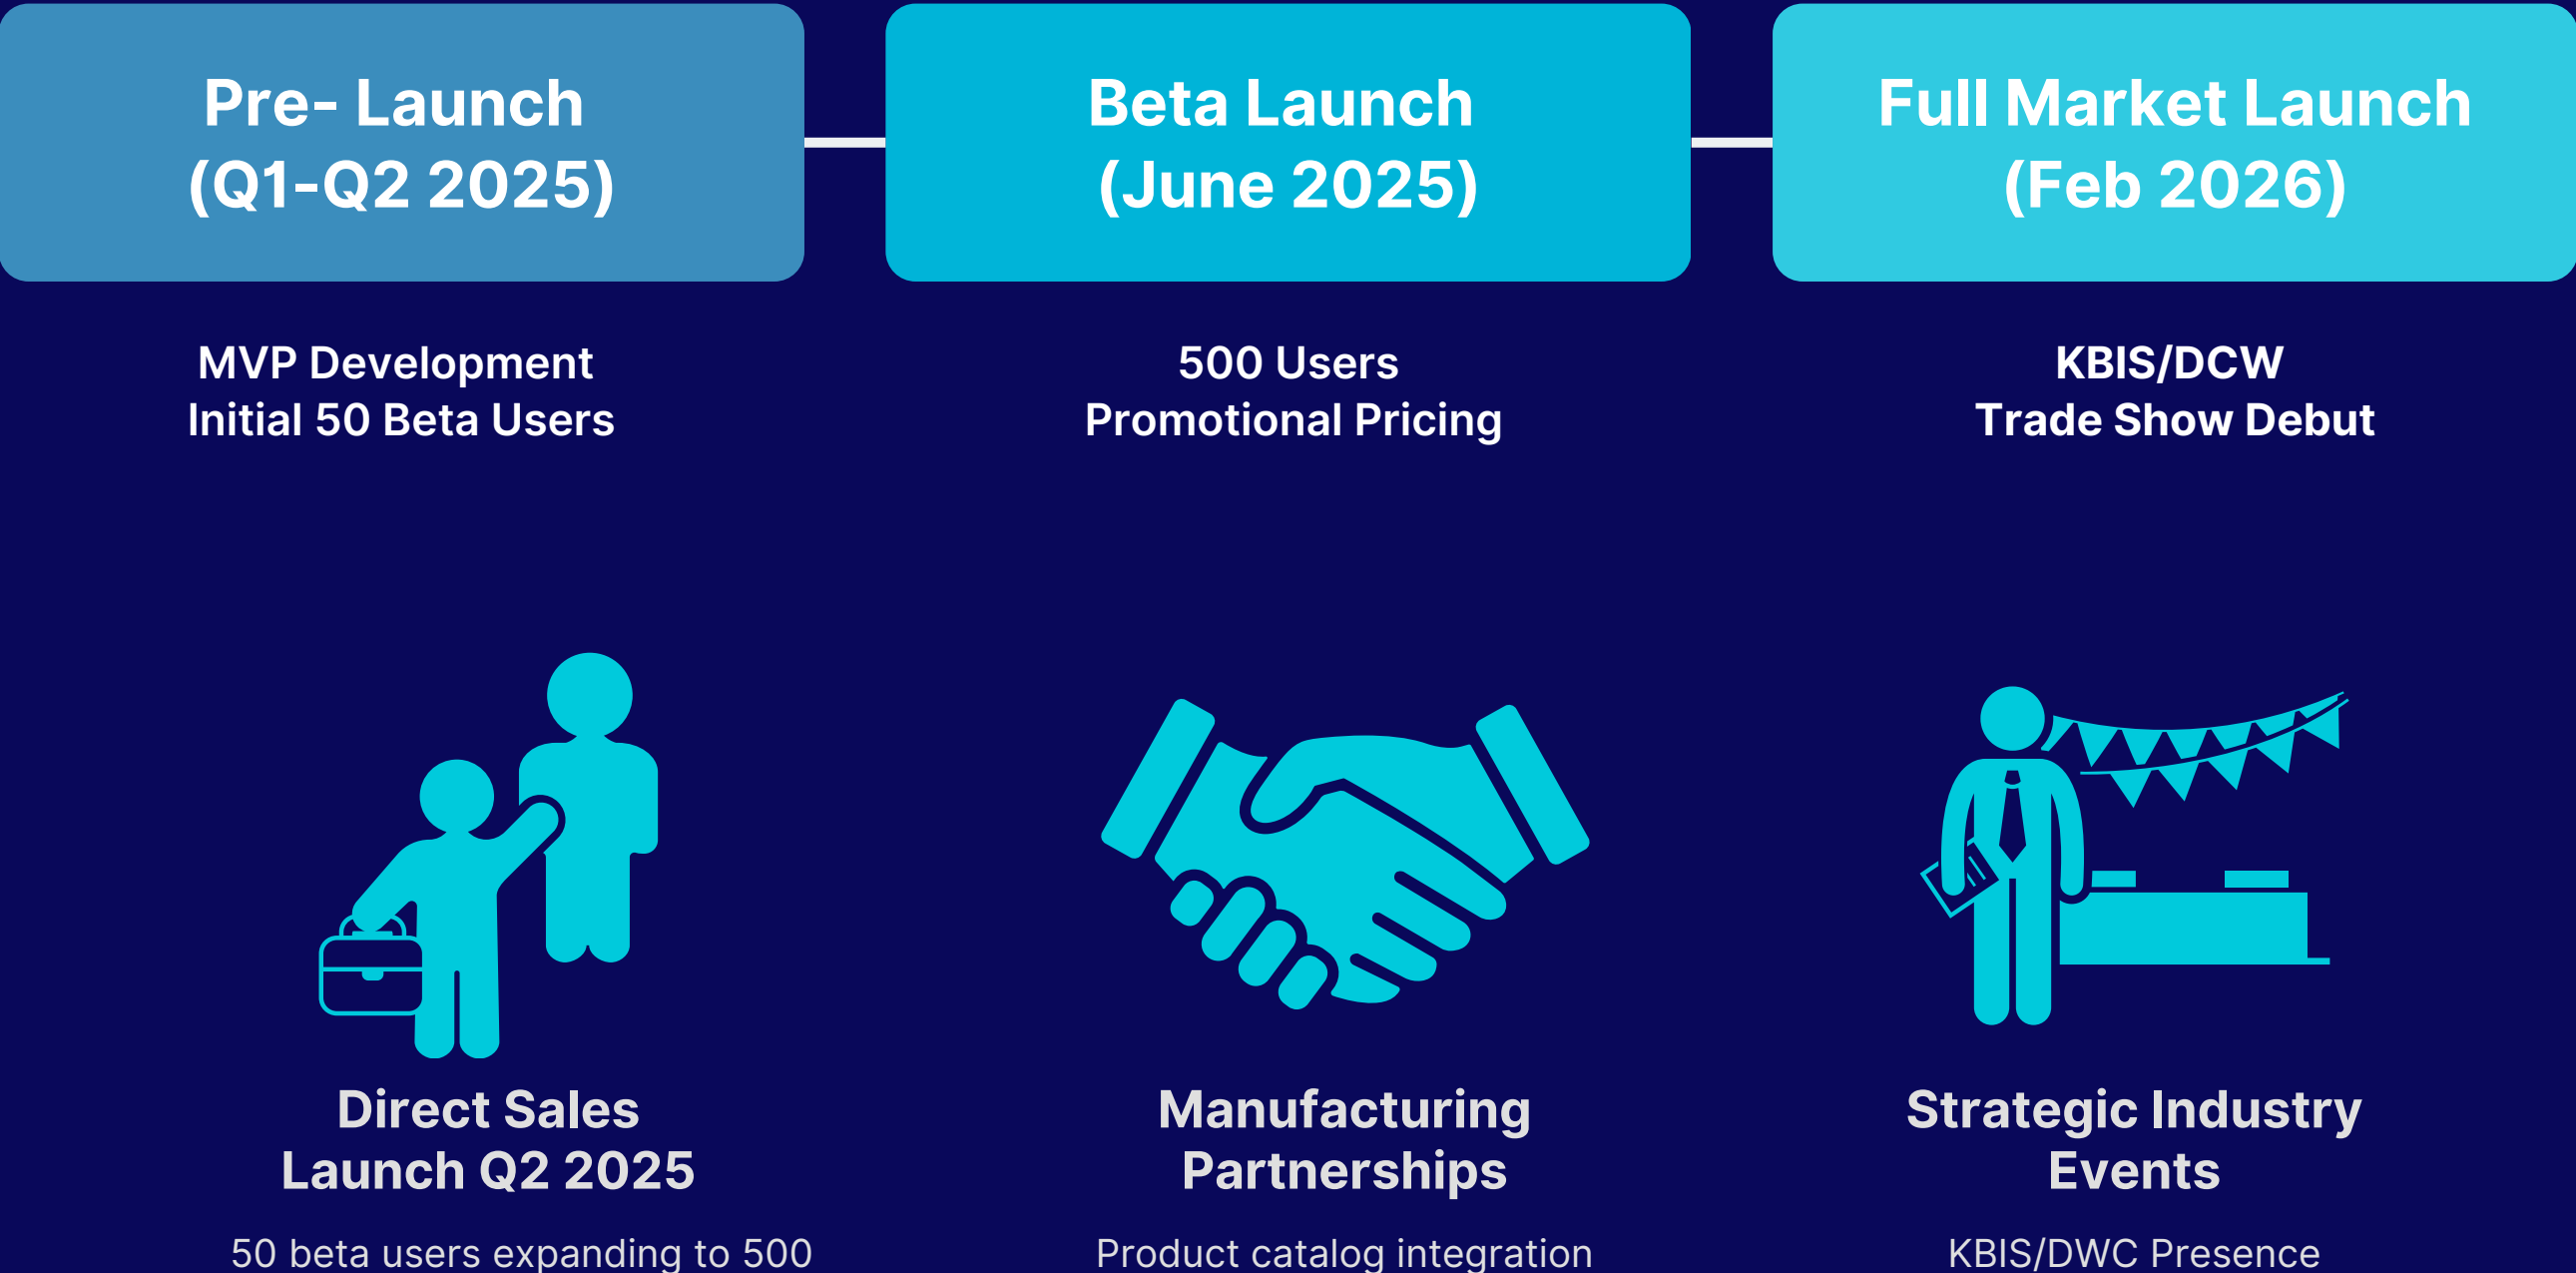 Pre- Launch
(Q1-Q2 2025)
Beta Launch
(June 2025)
Full Market Launch
(Feb 2026)
MVP Development
Initial 50 Beta Users
500 Users
Promotional Pricing
KBIS/DCW
Trade Show Debut
Direct Sales
Launch Q2 2025
50 beta users expanding to 500
Manufacturing
Partnerships
Product catalog integration
Strategic Industry
Events
KBIS/DWC Presence